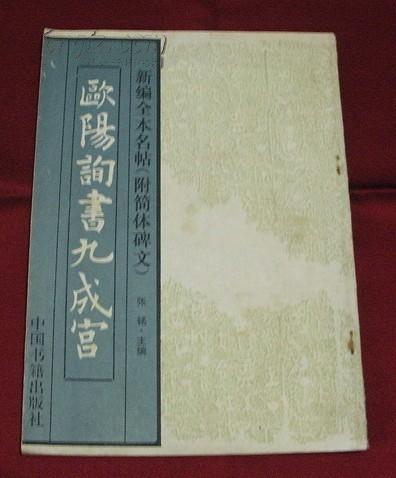 新编全本名帖（附简体碑文）
歐陽詢書九成宮
张铭·主编
中国书籍出版社